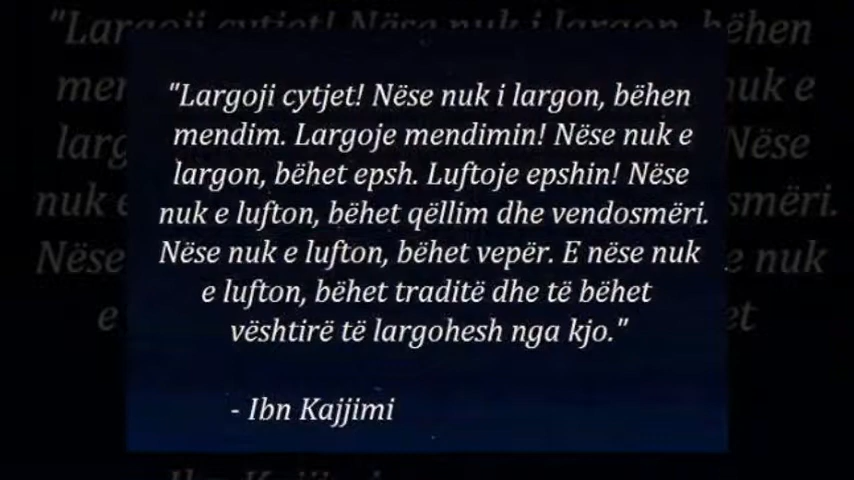 "Largoji cytjet! Nëse nuk i largon, bëhen
mendim. Largoje mendimin! Nëse nuk e
largon, bëhet epsh. Luftoje epshin! Nëse
nuk e lufton, bëhet qëllim dhe vendosmëri.
Nëse nuk e lufton, bëhet vepër. E nëse nuk
e lufton, bëhet traditë dhe të bëhet
vështirë të largohesh nga kjo."
- Ibn Kajjimi